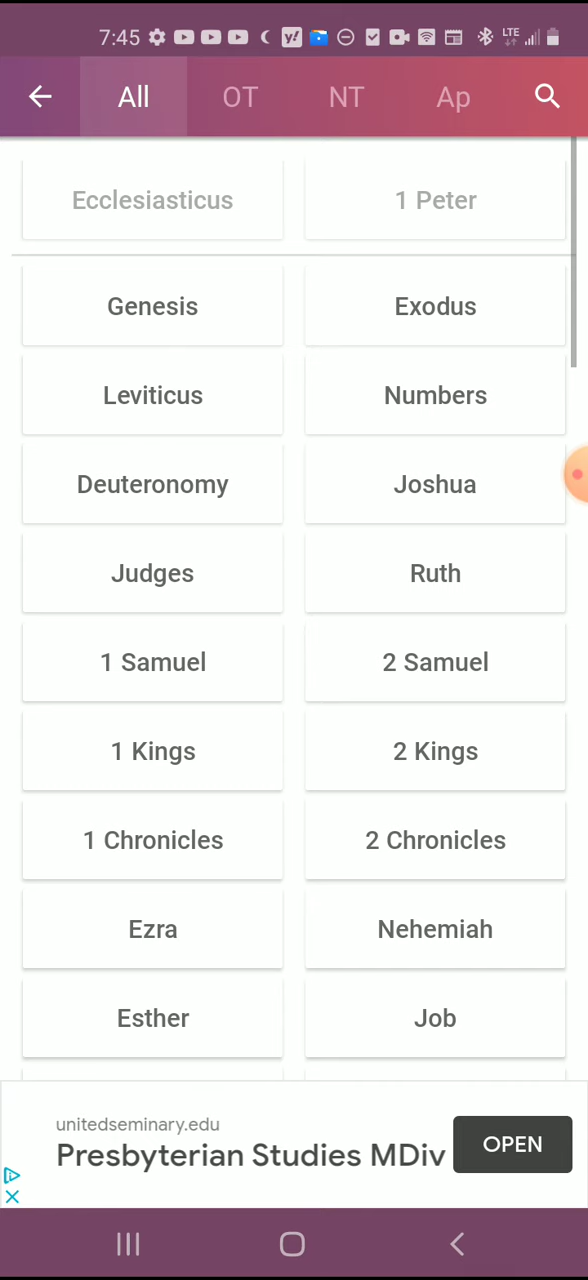 7:45 LTE
All OT NT Ap
Ecclesiasticus 1 Peter
Genesis Exodus
Leviticus Numbers
Deuteronomy Joshua
Judges Ruth
1 Samuel 2 Samuel
1 Kings 2 Kings
1 Chronicles 2 Chronicles
Ezra Nehemiah
Esther Job
unitedseminary.edu
Presbyterian Studies MDiv OPEN